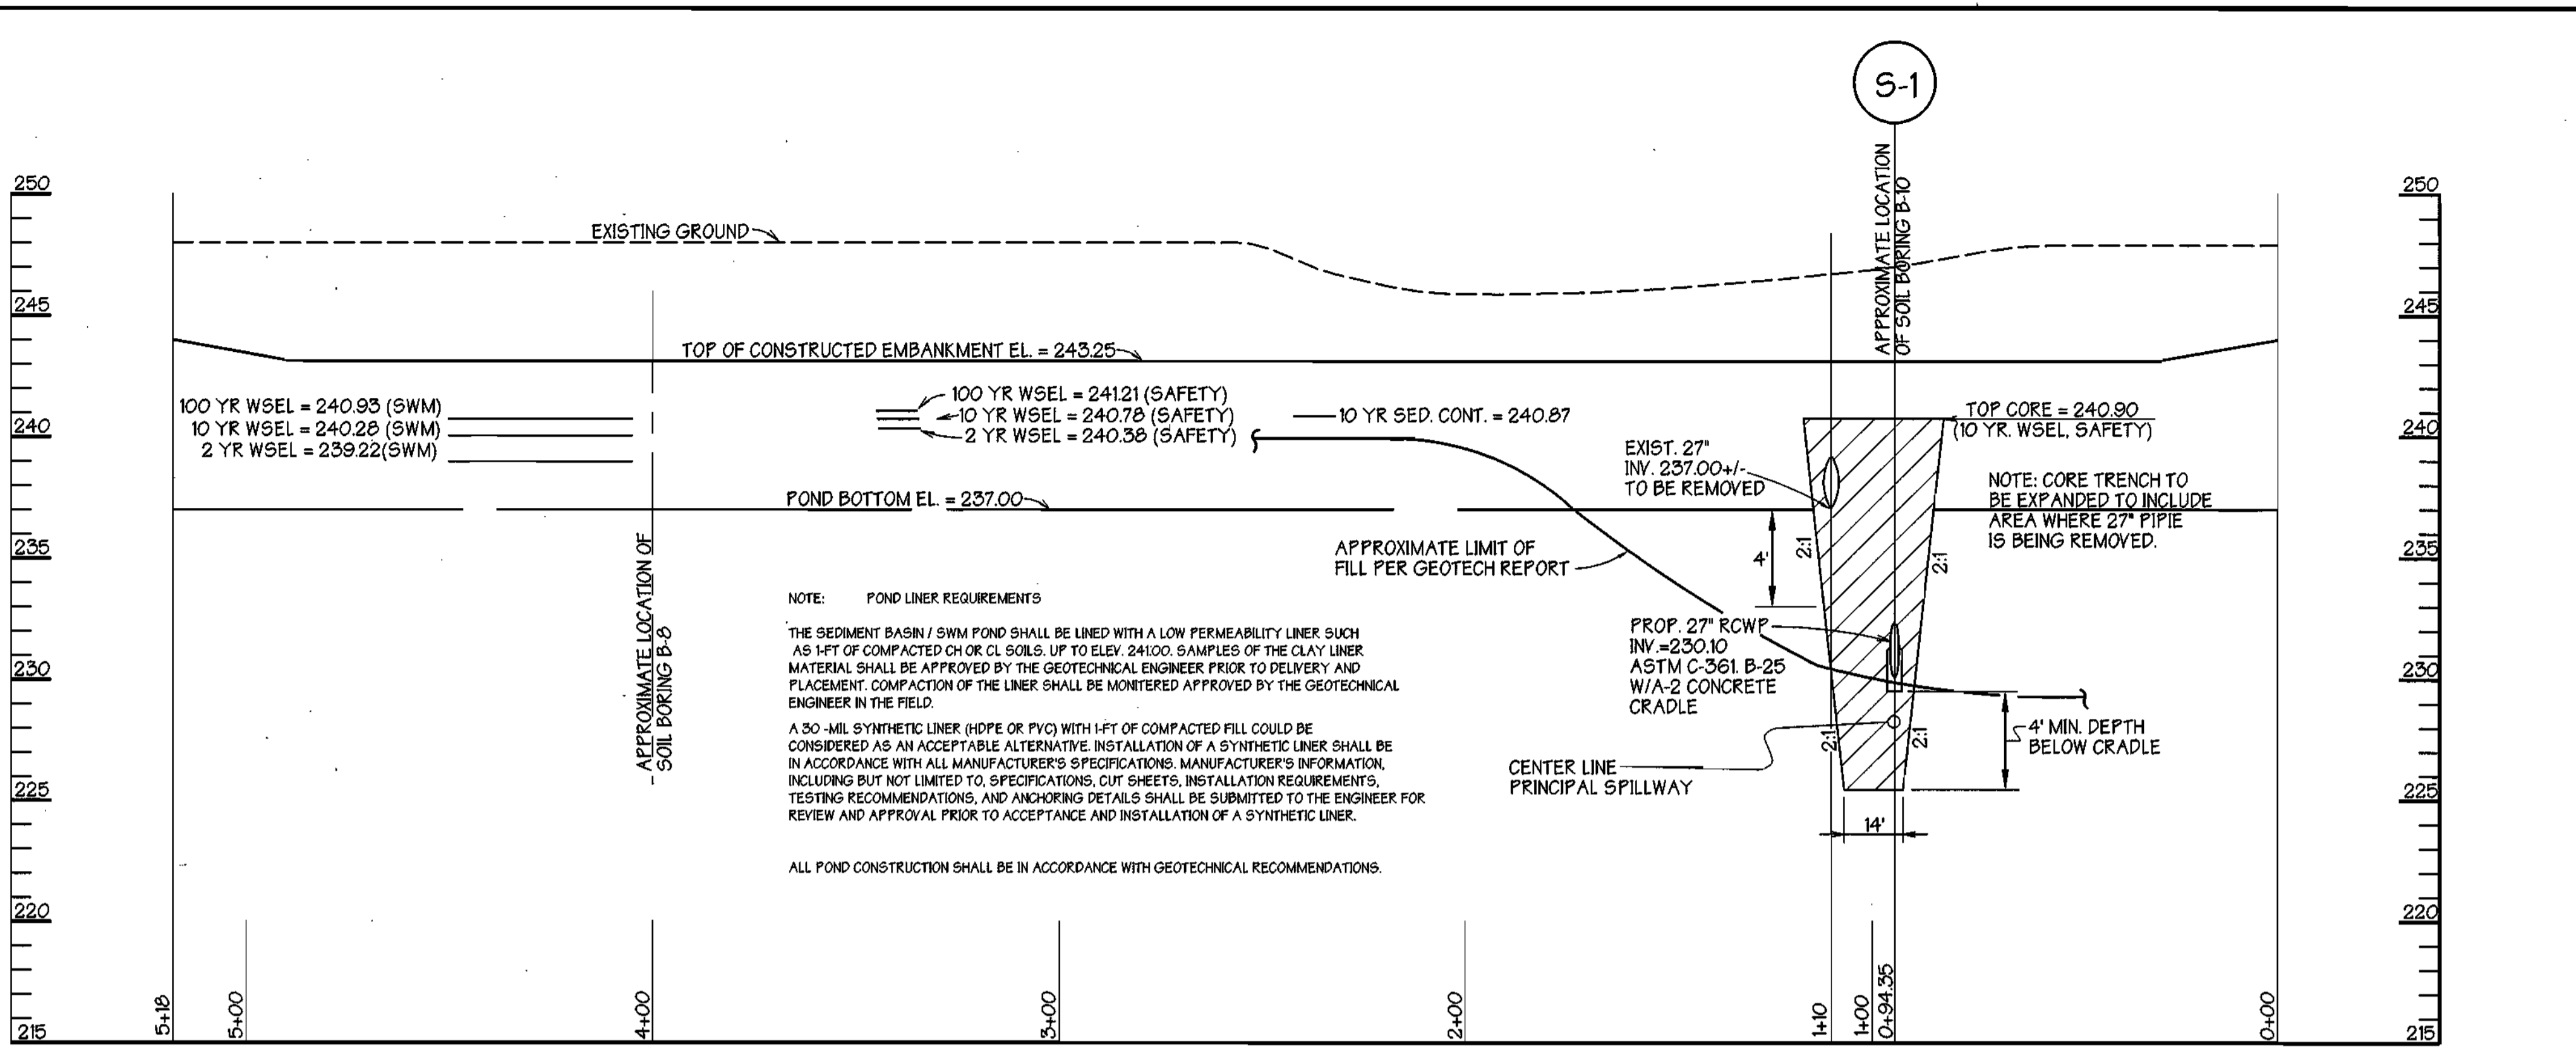 S-1
APPROXIMATE LOCATION
OF SOIL BORING B-10
250
250
EXISTING GROUND
245
245
TOP OF CONSTRUCTED EMBANKMENT EL. = 243.25
100 YR WSEL = 240.93 (SWM)
10 YR WSEL = 240.28 (SWM)
2 YR WSEL = 239.22(SWM)
100 YR WSEL = 241.21 (SAFETY)
10 YR WSEL = 240.78 (SAFETY)
2 YR WSEL = 240.38 (SAFETY)
10 YR SED. CONT. = 240.87
TOP CORE = 240.90
(10 YR. WSEL, SAFETY)
240
240
EXIST. 27"
INV. 237.00+/-
TO BE REMOVED
NOTE: CORE TRENCH TO
BE EXPANDED TO INCLUDE
AREA WHERE 27" PIPIE
IS BEING REMOVED.
POND BOTTOM EL. = 237.00
235
235
APPROXIMATE LIMIT OF
FILL PER GEOTECH REPORT
4'
2:1
2:1
APPROXIMATE LOCATION OF
SOIL BORING B-8
NOTE: POND LINER REQUIREMENTS
THE SEDIMENT BASIN / SWM POND SHALL BE LINED WITH A LOW PERMEABILITY LINER SUCH
AS 1-FT OF COMPACTED CH OR CL SOILS. UP TO ELEV. 241.00. SAMPLES OF THE CLAY LINER
MATERIAL SHALL BE APPROVED BY THE GEOTECHNICAL ENGINEER PRIOR TO DELIVERY AND
PLACEMENT. COMPACTION OF THE LINER SHALL BE MONITERED APPROVED BY THE GEOTECHNICAL
ENGINEER IN THE FIELD.
A 30 -MIL SYNTHETIC LINER (HDPE OR PVC) WITH 1-FT OF COMPACTED FILL COULD BE
CONSIDERED AS AN ACCEPTABLE ALTERNATIVE. INSTALLATION OF A SYNTHETIC LINER SHALL BE
IN ACCORDANCE WITH ALL MANUFACTURER'S SPECIFICATIONS. MANUFACTURER'S INFORMATION,
INCLUDING BUT NOT LIMITED TO, SPECIFICATIONS, CUT SHEETS, INSTALLATION REQUIREMENTS,
TESTING RECOMMENDATIONS, AND ANCHORING DETAILS SHALL BE SUBMITTED TO THE ENGINEER FOR
REVIEW AND APPROVAL PRIOR TO ACCEPTANCE AND INSTALLATION OF A SYNTHETIC LINER.
ALL POND CONSTRUCTION SHALL BE IN ACCORDANCE WITH GEOTECHNICAL RECOMMENDATIONS.
PROP. 27" RCWP
INV.=230.10
ASTM C-361. B-25
W/A-2 CONCRETE
CRADLE
230
230
4' MIN. DEPTH
BELOW CRADLE
2:1
2:1
CENTER LINE
PRINCIPAL SPILLWAY
225
225
14'
220
220
215
215
5+18
5+00
4+00
3+00
2+00
1+10
1+00
0+94.35
0+00